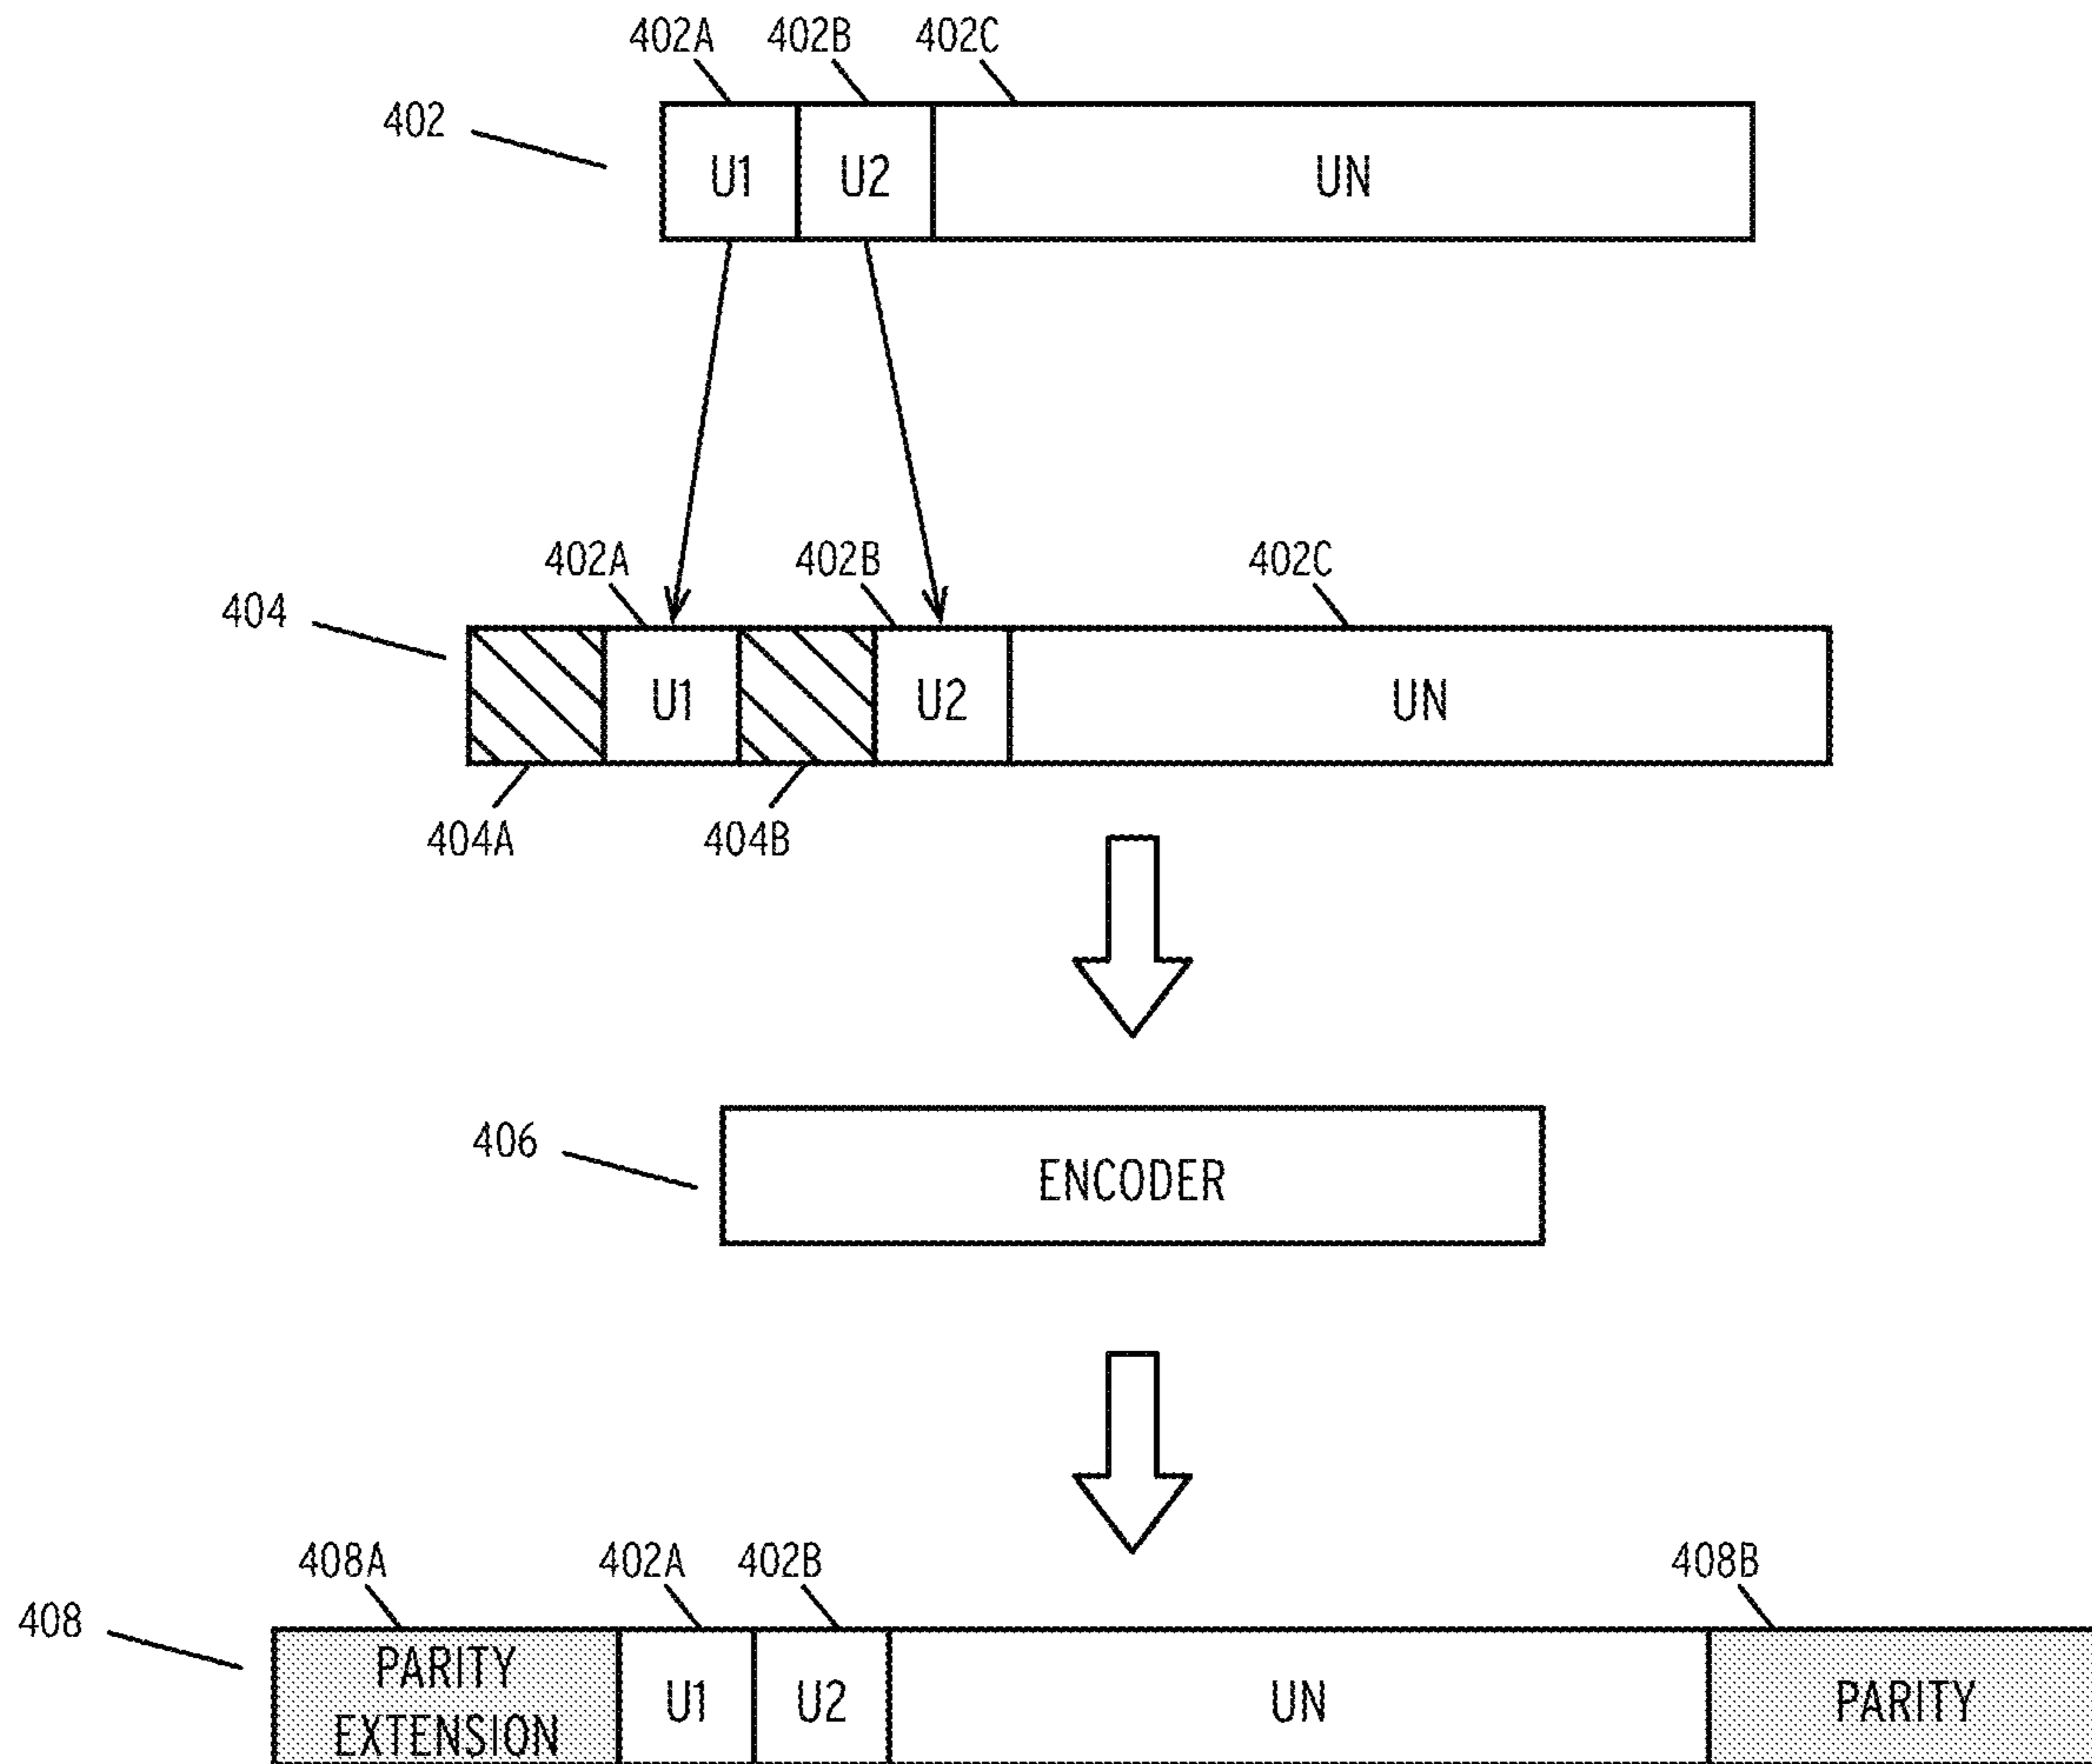 402A 402B 402C
402
U1 U2 UN
402A 402B 402C
404
U1 U2 UN
404A 404B
406
ENCODER
408A 402A 402B 408B
408
PARITY
EXTENSION
U1 U2 UN PARITY